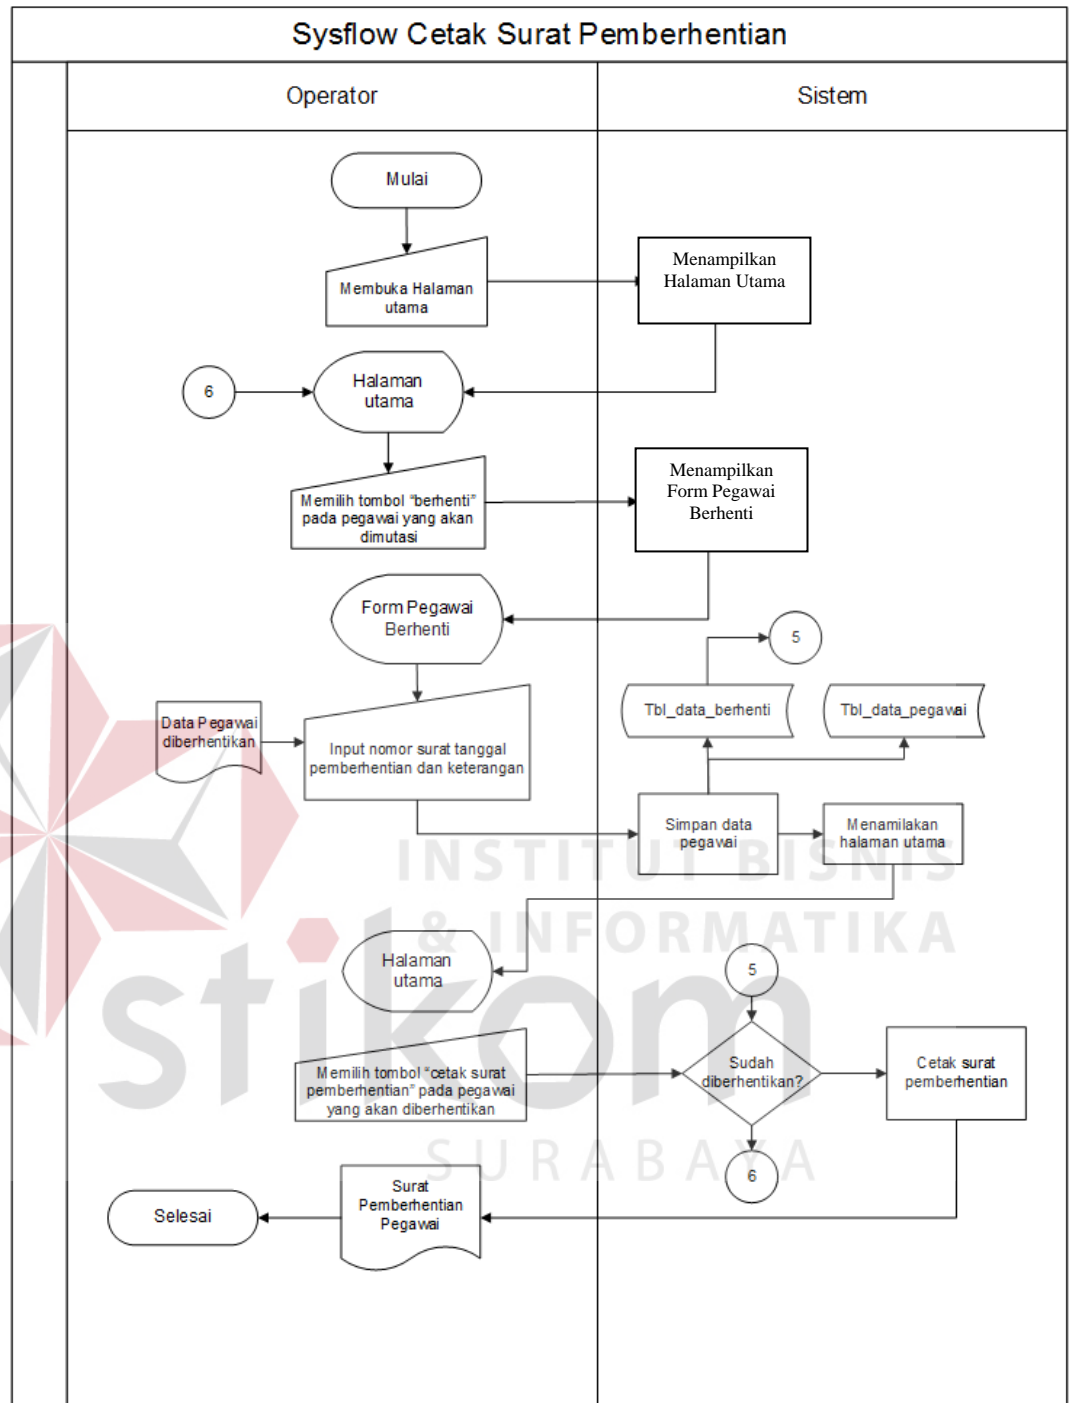 Sysflow Cetak Surat Pemberhentian
Operator
Sistem
Mulai
Membuka Halaman
utama
Menampilkan
Halaman Utama
6
Halaman
utama
Memilih tombol “berhenti”
pada pegawai yang akan
dimutasi
Menampilkan
Form Pegawai
Berhenti
Form Pegawai
Berhenti
5
Data Pegawai
diberhentikan
Input nomor surat tanggal
pemberhentian dan keterangan
Tbl_data_berhenti
Tbl_data_pegawai
Simpan data
pegawai
Menamilakan
halaman utama
Halaman
utama
5
Memilih tombol “cetak surat
pemberhentian” pada pegawai
yang akan diberhentikan
Sudah
diberhentikan?
Cetak surat
pemberhentian
6
Surat
Pemberhentian
Pegawai
Selesai
INSTITUT BISNIS
& INFORMATIKA
stikom
SURABAYA